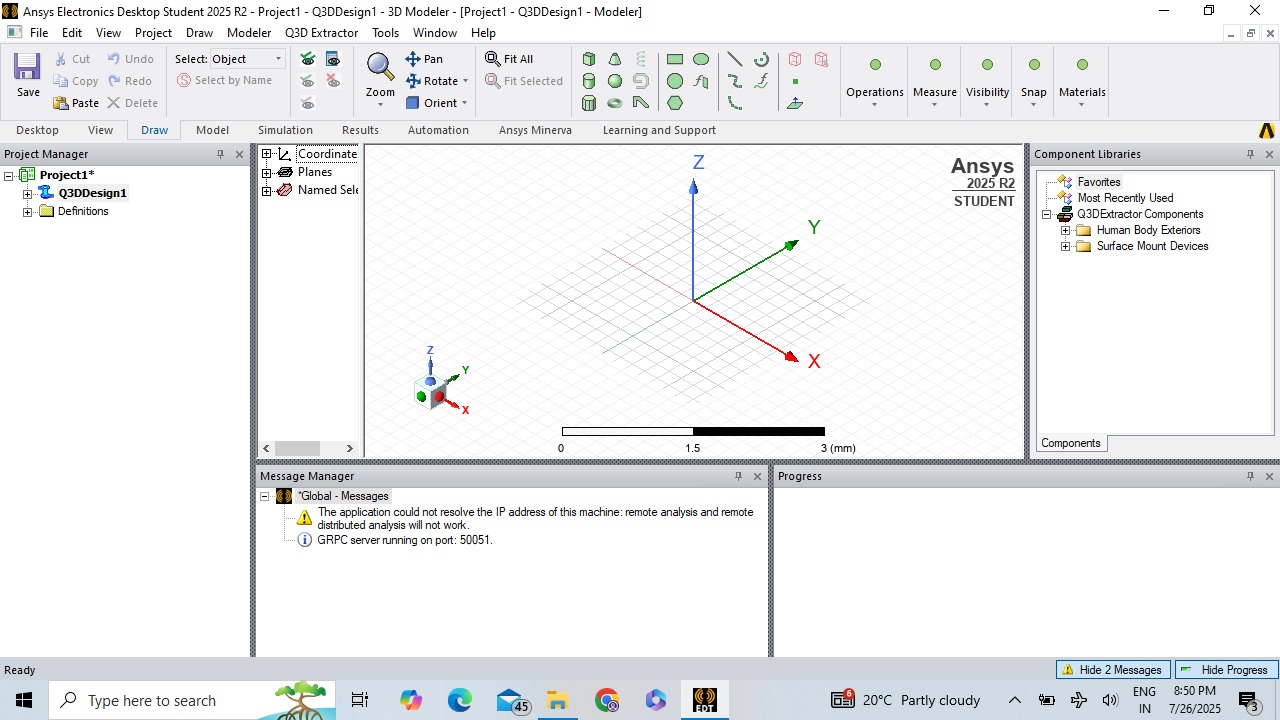 Ansys Electronics Desktop Student 2025 R2 - Project1 - Q3DDesign1 - 3D Modeler - [Project1 - Q3DDesign1 - Modeler]
File Edit View Project Draw Modeler Q3D Extractor Tools Window Help
Save
Cut
Copy
Paste
Undo
Redo
Delete
Select: Object
Select by Name
Zoom
Pan
Rotate
Orient
Fit All
Fit Selected
Operations
Measure
Visibility
Snap
Materials
Desktop View Draw Model Simulation Results Automation Ansys Minerva Learning and Support
Project Manager
Project1*
Q3DDesign1
Definitions
Coordinate
Planes
Named Sele
Z
Y
X
Ansys
2025 R2
STUDENT
Z
Y
X
0 1.5 3 (mm)
Component Libraries
Favorites
Most Recently Used
Q3DExtractor Components
Human Body Exteriors
Surface Mount Devices
Components
Message Manager
*Global - Messages
The application could not resolve the IP address of this machine: remote analysis and remote
distributed analysis will not work.
GRPC server running on port: 50051.
Progress
Ready
Hide 2 Messages
Hide Progress
Type here to search
45
EDT
6
20°C Partly cloudy
ENG
IN
8:50 PM
7/26/2025
3